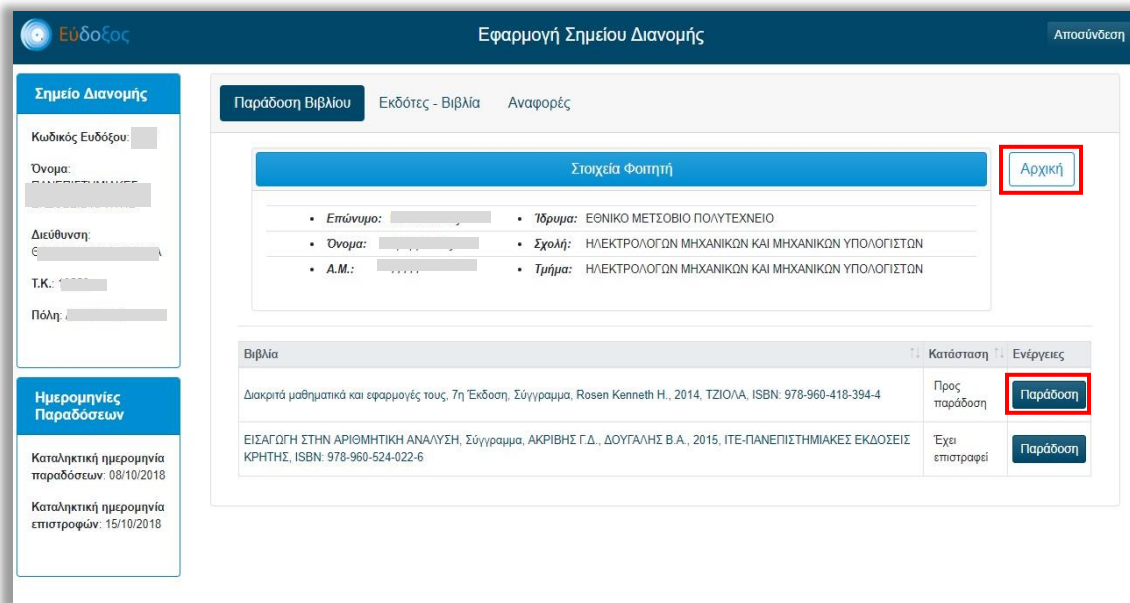 Εύδοξος
Εφαρμογή Σημείου Διανομής
Αποσύνδεση
Σημείο Διανομής
Κωδικός Ευδόξου:
Όνομα:
Διεύθυνση:
Τ.Κ.:
Πόλη:
Ημερομηνίες
Παραδόσεων
Καταληκτική ημερομηνία
παραδόσεων: 08/10/2018
Καταληκτική ημερομηνία
επιστροφών: 15/10/2018
Παράδοση Βιβλίου Εκδότες - Βιβλία Αναφορές
Στοιχεία Φοιτητή
Αρχική
• Επώνυμο: • Ίδρυμα: ΕΘΝΙΚΟ ΜΕΤΣΟΒΙΟ ΠΟΛΥΤΕΧΝΕΙΟ
• Όνομα: • Σχολή: ΗΛΕΚΤΡΟΛΟΓΩΝ ΜΗΧΑΝΙΚΩΝ ΚΑΙ ΜΗΧΑΝΙΚΩΝ ΥΠΟΛΟΓΙΣΤΩΝ
• Α.Μ.: • Τμήμα: ΗΛΕΚΤΡΟΛΟΓΩΝ ΜΗΧΑΝΙΚΩΝ ΚΑΙ ΜΗΧΑΝΙΚΩΝ ΥΠΟΛΟΓΙΣΤΩΝ
Βιβλία Κατάσταση Ενέργειες
Διακριτά μαθηματικά και εφαρμογές τους, 7η Έκδοση, Σύγγραμμα, Rosen Kenneth H., 2014, ΤΖΙΟΛΑ, ISBN: 978-960-418-394-4
Προς
παράδοση
Παράδοση
ΕΙΣΑΓΩΓΗ ΣΤΗΝ ΑΡΙΘΜΗΤΙΚΗ ΑΝΑΛΥΣΗ, Σύγγραμμα, ΑΚΡΙΒΗΣ Γ.Δ., ΔΟΥΓΑΛΗΣ Β.Α., 2015, ΙΤΕ-ΠΑΝΕΠΙΣΤΗΜΙΑΚΕΣ ΕΚΔΟΣΕΙΣ
ΚΡΗΤΗΣ, ISBN: 978-960-524-022-6
Έχει
επιστραφεί
Παράδοση